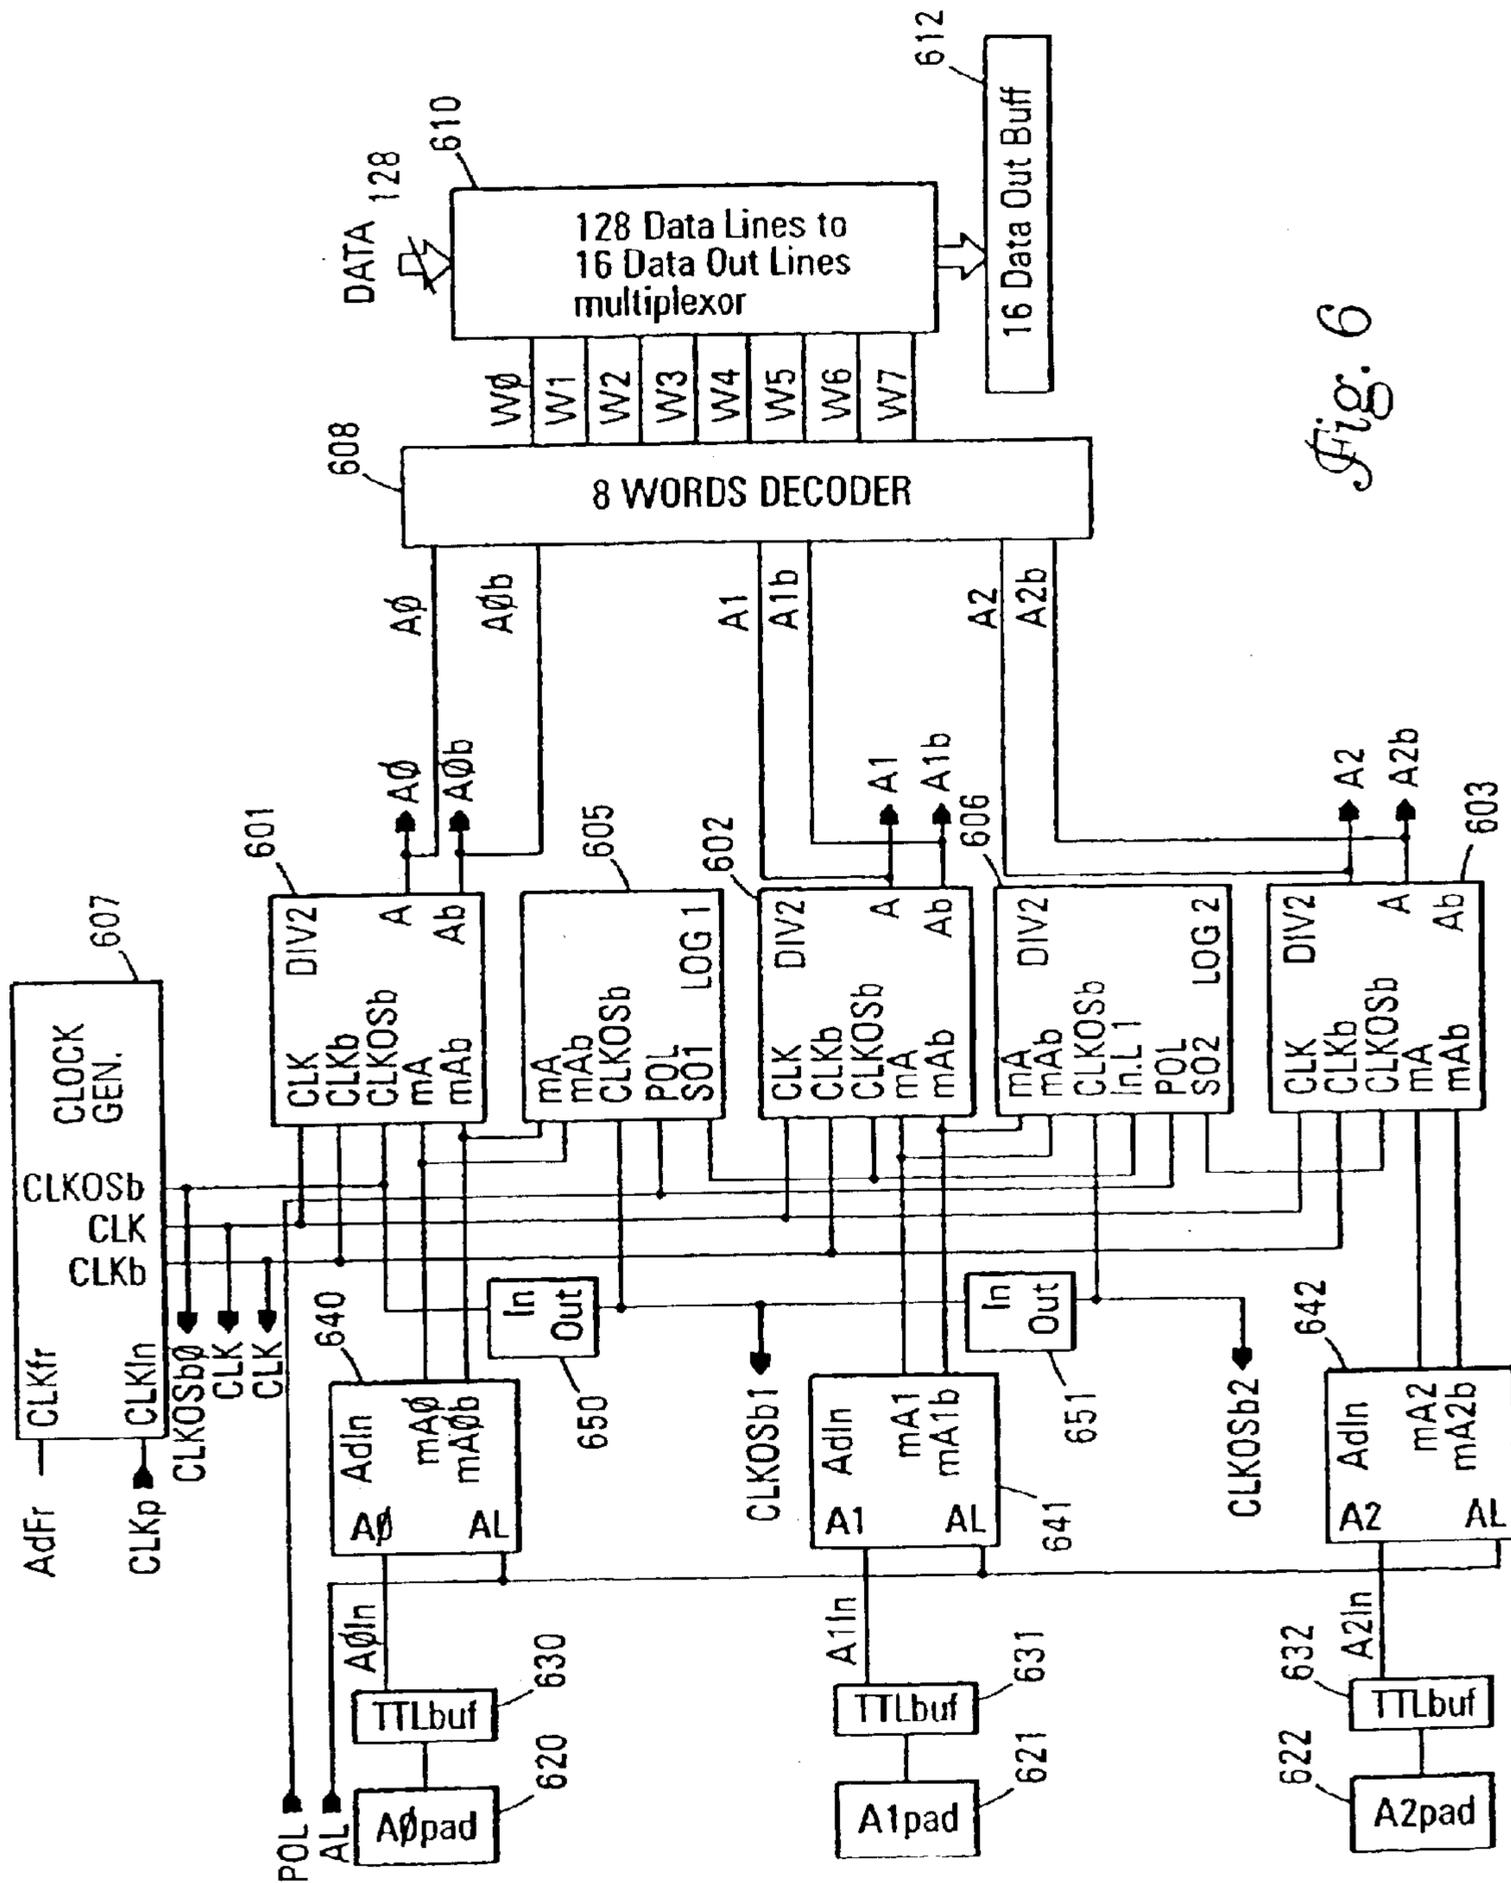 607
CLOCK
GEN.
CLKOSb
CLK
CLKb
CLKfr
CLKIn
AdFr
CLKp
CLKOSbØ
CLK
CLK
POL
AL
601
DIV2
CLK
CLKb
CLKOSb
mA
mAb
A
Ab
AØ
AØb
605
mA
mAb
CLKOSb
POL
SO1
LOG 1
602
DIV2
CLK
CLKb
CLKOSb
mA
mAb
A
Ab
A1
A1b
606
DIV2
mA
mAb
CLKOSb
In.L1
POL
SO2
LOG 2
603
DIV2
CLK
CLKb
CLKOSb
mA
mAb
A
Ab
A2
A2b
AØ
AØb
A1
A1b
A2
A2b
608
8 WORDS DECODER
WØ
W1
W2
W3
W4
W5
W6
W7
DATA
128
610
128 Data Lines to
16 Data Out Lines
multiplexor
612
16 Data Out Buff
640
AdIn
mAØ
mAØb
AØ
AL
650
In
Out
CLKOSb1
641
AdIn
mA1
mA1b
A1
AL
651
In
Out
CLKOSb2
642
AdIn
mA2
mA2b
A2
AL
AØIn
630
TTLbuf
620
AØpad
A1In
631
TTLbuf
621
A1pad
A2In
632
TTLbuf
622
A2pad
Fig. 6